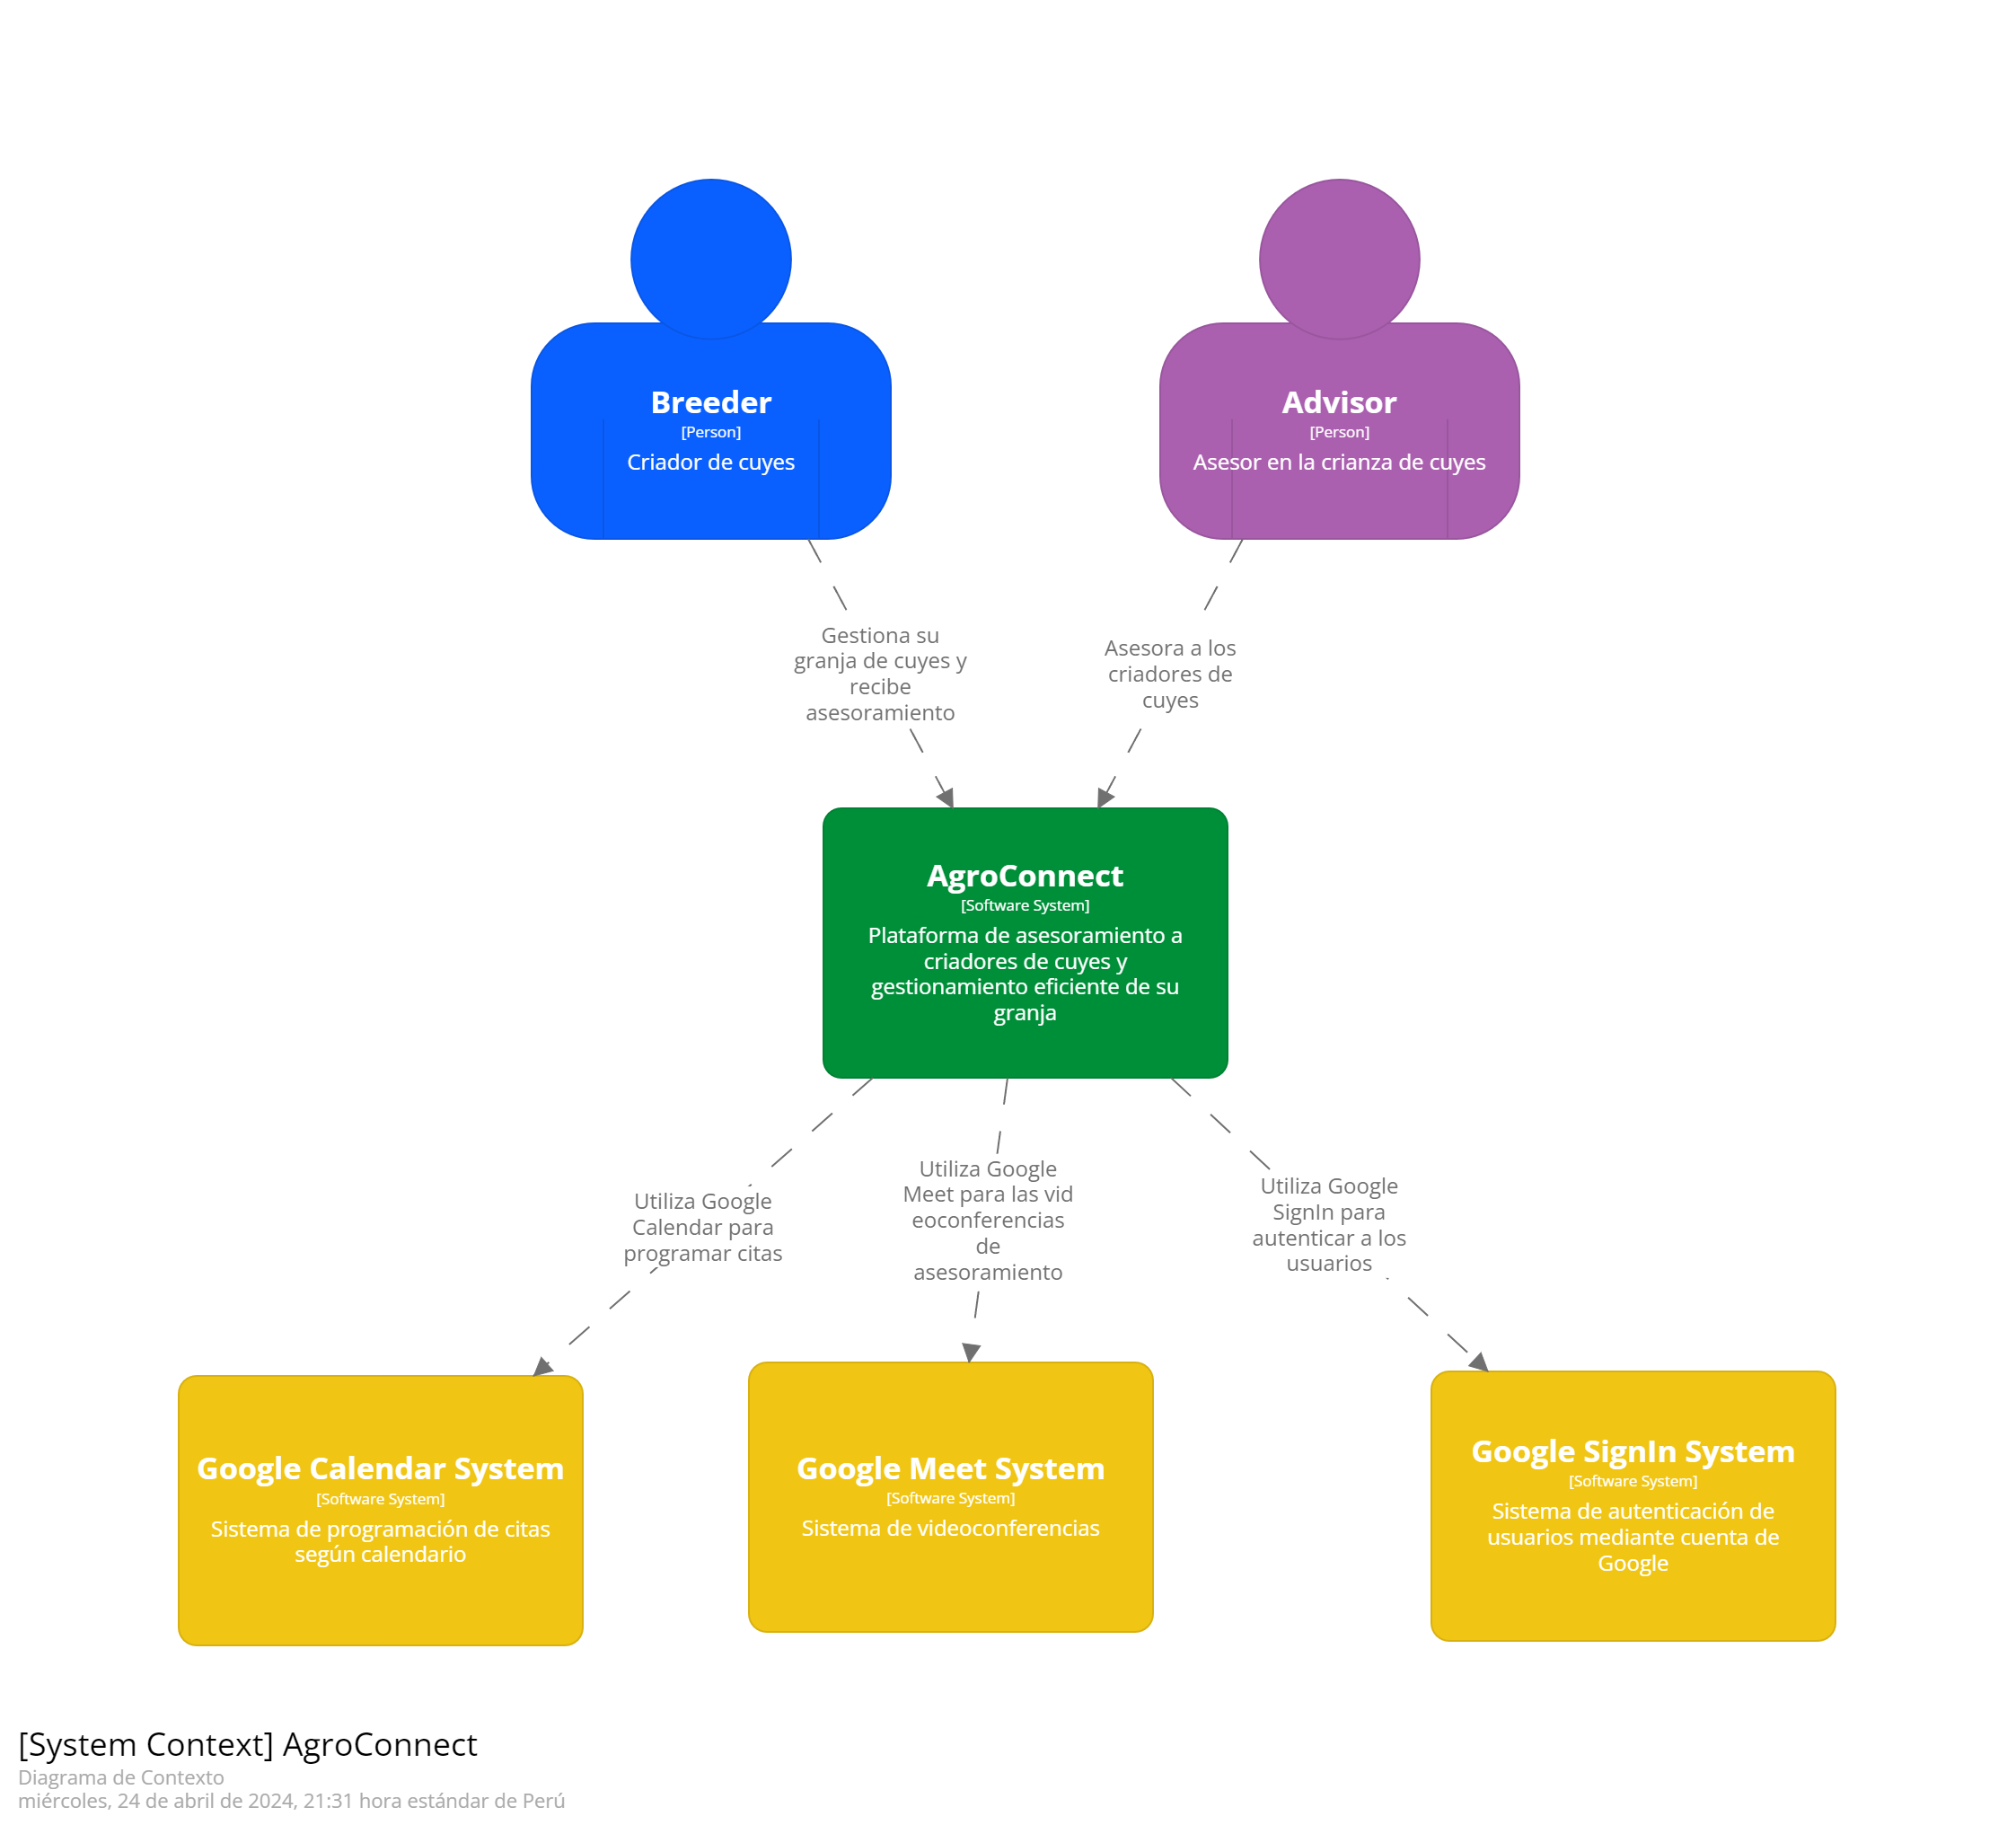 Breeder
[Person]
Criador de cuyes
Advisor
[Person]
Asesor en la crianza de cuyes
Gestiona su
granja de cuyes y
recibe
asesoramiento
Asesora a los
criadores de
cuyes
AgroConnect
[Software System]
Plataforma de asesoramiento a
criadores de cuyes y
gestionamiento eficiente de su
granja
Utiliza Google
Calendar para
programar citas
Utiliza Google
Meet para las vid
eoconferencias
de
asesoramiento
Utiliza Google
SignIn para
autenticar a los
usuarios
Google Calendar System
[Software System]
Sistema de programación de citas
según calendario
Google Meet System
[Software System]
Sistema de videoconferencias
Google SignIn System
[Software System]
Sistema de autenticación de
usuarios mediante cuenta de
Google
[System Context] AgroConnect
Diagrama de Contexto
miércoles, 24 de abril de 2024, 21:31 hora estándar de Perú